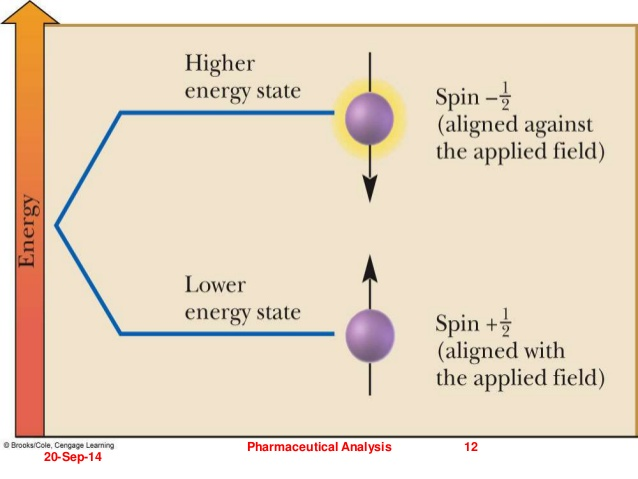 Higher
energy state
Spin −1/2
(aligned against
the applied field)
Energy
Lower
energy state
Spin +1/2
(aligned with
the applied field)
© Brooks/Cole, Cengage Learning
20-Sep-14
Pharmaceutical Analysis
12